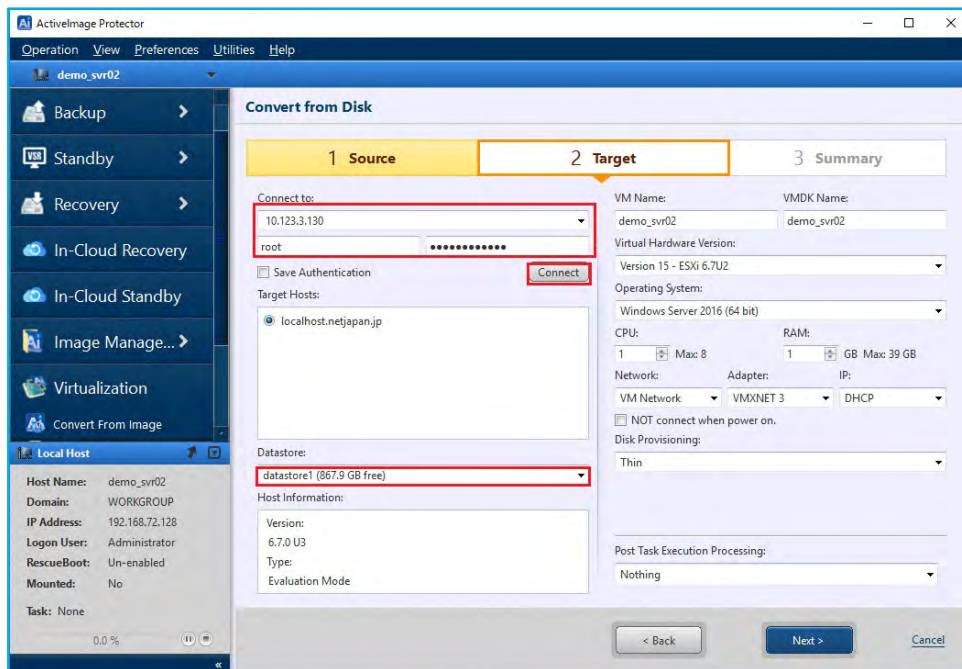 ActiveImage Protector
Operation View Preferences Utilities Help
demo_svr02
Backup
Standby
Recovery
In-Cloud Recovery
In-Cloud Standby
Image Manage...
Virtualization
Convert From Image
Local Host
Host Name: demo_svr02
Domain: WORKGROUP
IP Address: 192.168.72.128
Logon User: Administrator
RescueBoot: Un-enabled
Mounted: No
Task: None
0.0 %
Convert from Disk
1 Source
2 Target
3 Summary
Connect to:
10.123.3.130
root ••••••••••••
Save Authentication Connect
Target Hosts:
localhost.netjapan.jp
Datastore:
datastore1 (867.9 GB free)
Host Information:
Version:
6.7.0 U3
Type:
Evaluation Mode
VM Name: VMDK Name:
demo_svr02 demo_svr02
Virtual Hardware Version:
Version 15 - ESXi 6.7U2
Operating System:
Windows Server 2016 (64 bit)
CPU: RAM:
1 Max: 8 1 GB Max: 39 GB
Network: Adapter: IP:
VM Network VMXNET 3 DHCP
NOT connect when power on.
Disk Provisioning:
Thin
Post Task Execution Processing:
Nothing
< Back Next > Cancel